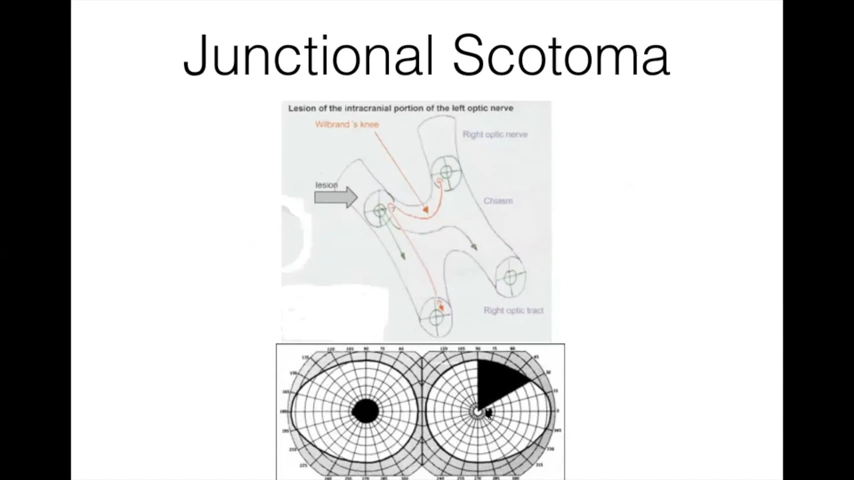 Junctional Scotoma
Lesion of the intracranial portion of the left optic nerve
Wilbrand 's knee
Right optic nerve
lesion
Chiasm
Right optic tract